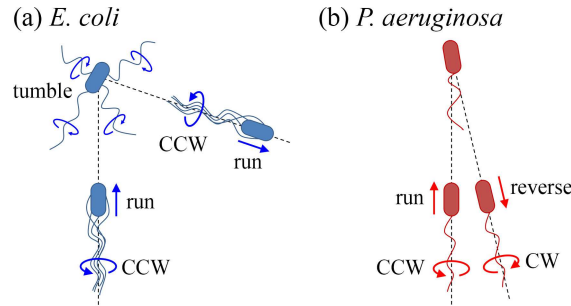 (a) E. coli
(b) P. aeruginosa
tumble
CCW
run
run
CCW
run
reverse
CCW
CW